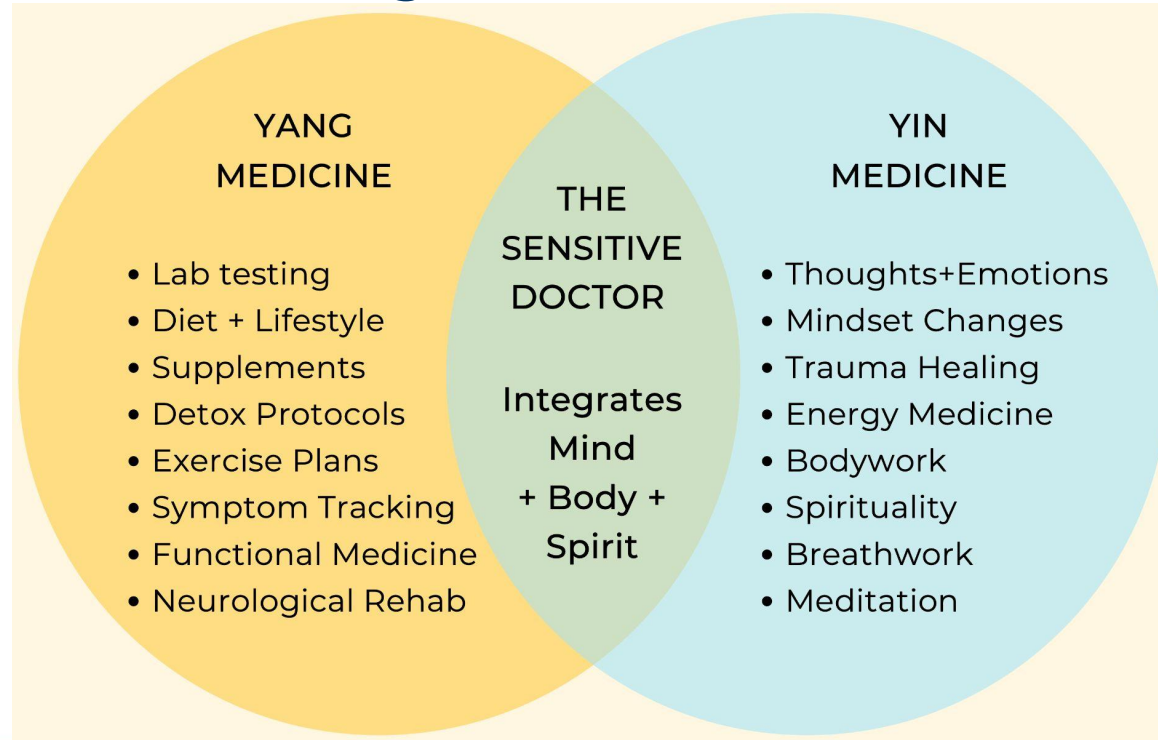 YANG
MEDICINE
• Lab testing
• Diet + Lifestyle
• Supplements
• Detox Protocols
• Exercise Plans
• Symptom Tracking
• Functional Medicine
• Neurological Rehab
THE
SENSITIVE
DOCTOR
Integrates
Mind
+ Body +
Spirit
YIN
MEDICINE
• Thoughts+Emotions
• Mindset Changes
• Trauma Healing
• Energy Medicine
• Bodywork
• Spirituality
• Breathwork
• Meditation